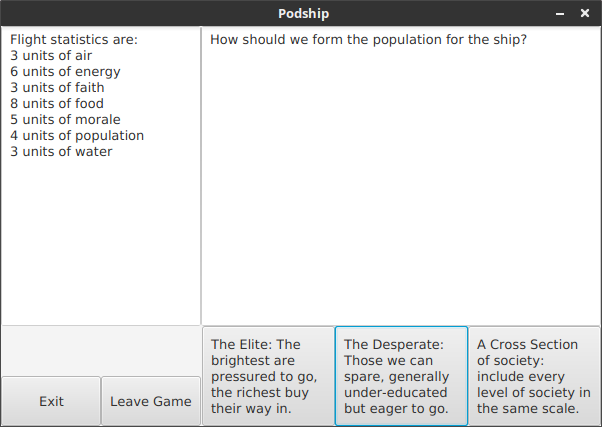 Podship
Flight statistics are:
3 units of air
6 units of energy
3 units of faith
8 units of food
5 units of morale
4 units of population
3 units of water
How should we form the population for the ship?
The Elite: The
brightest are
pressured to go,
the richest buy
their way in.
The Desperate:
Those we can
spare, generally
under-educated
but eager to go.
A Cross Section
of society:
include every
level of society in
the same scale.
Exit
Leave Game